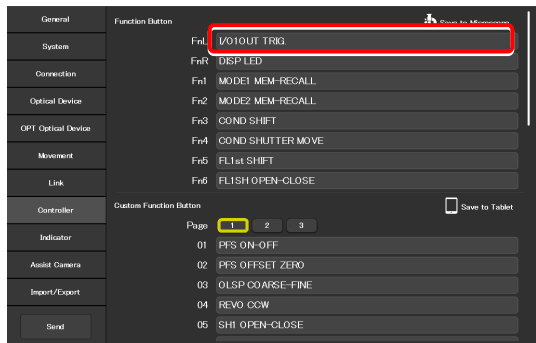 General
System
Connection
Optical Device
OPT Optical Device
Movement
Link
Controller
Indicator
Assist Camera
Import/Export
Send
Function Button
Save to Microscope
FnL I/O1OUT TRIG.
FnR DISP LED
Fn1 MODE1 MEM-RECALL
Fn2 MODE2 MEM-RECALL
Fn3 COND SHIFT
Fn4 COND SHUTTER MOVE
Fn5 FL1st SHIFT
Fn6 FL1SH OPEN-CLOSE
Custom Function Button
Save to Tablet
Page 1 2 3
01 PFS ON-OFF
02 PFS OFFSET ZERO
03 OLSP COARSE-FINE
04 REVO CCW
05 SH1 OPEN-CLOSE